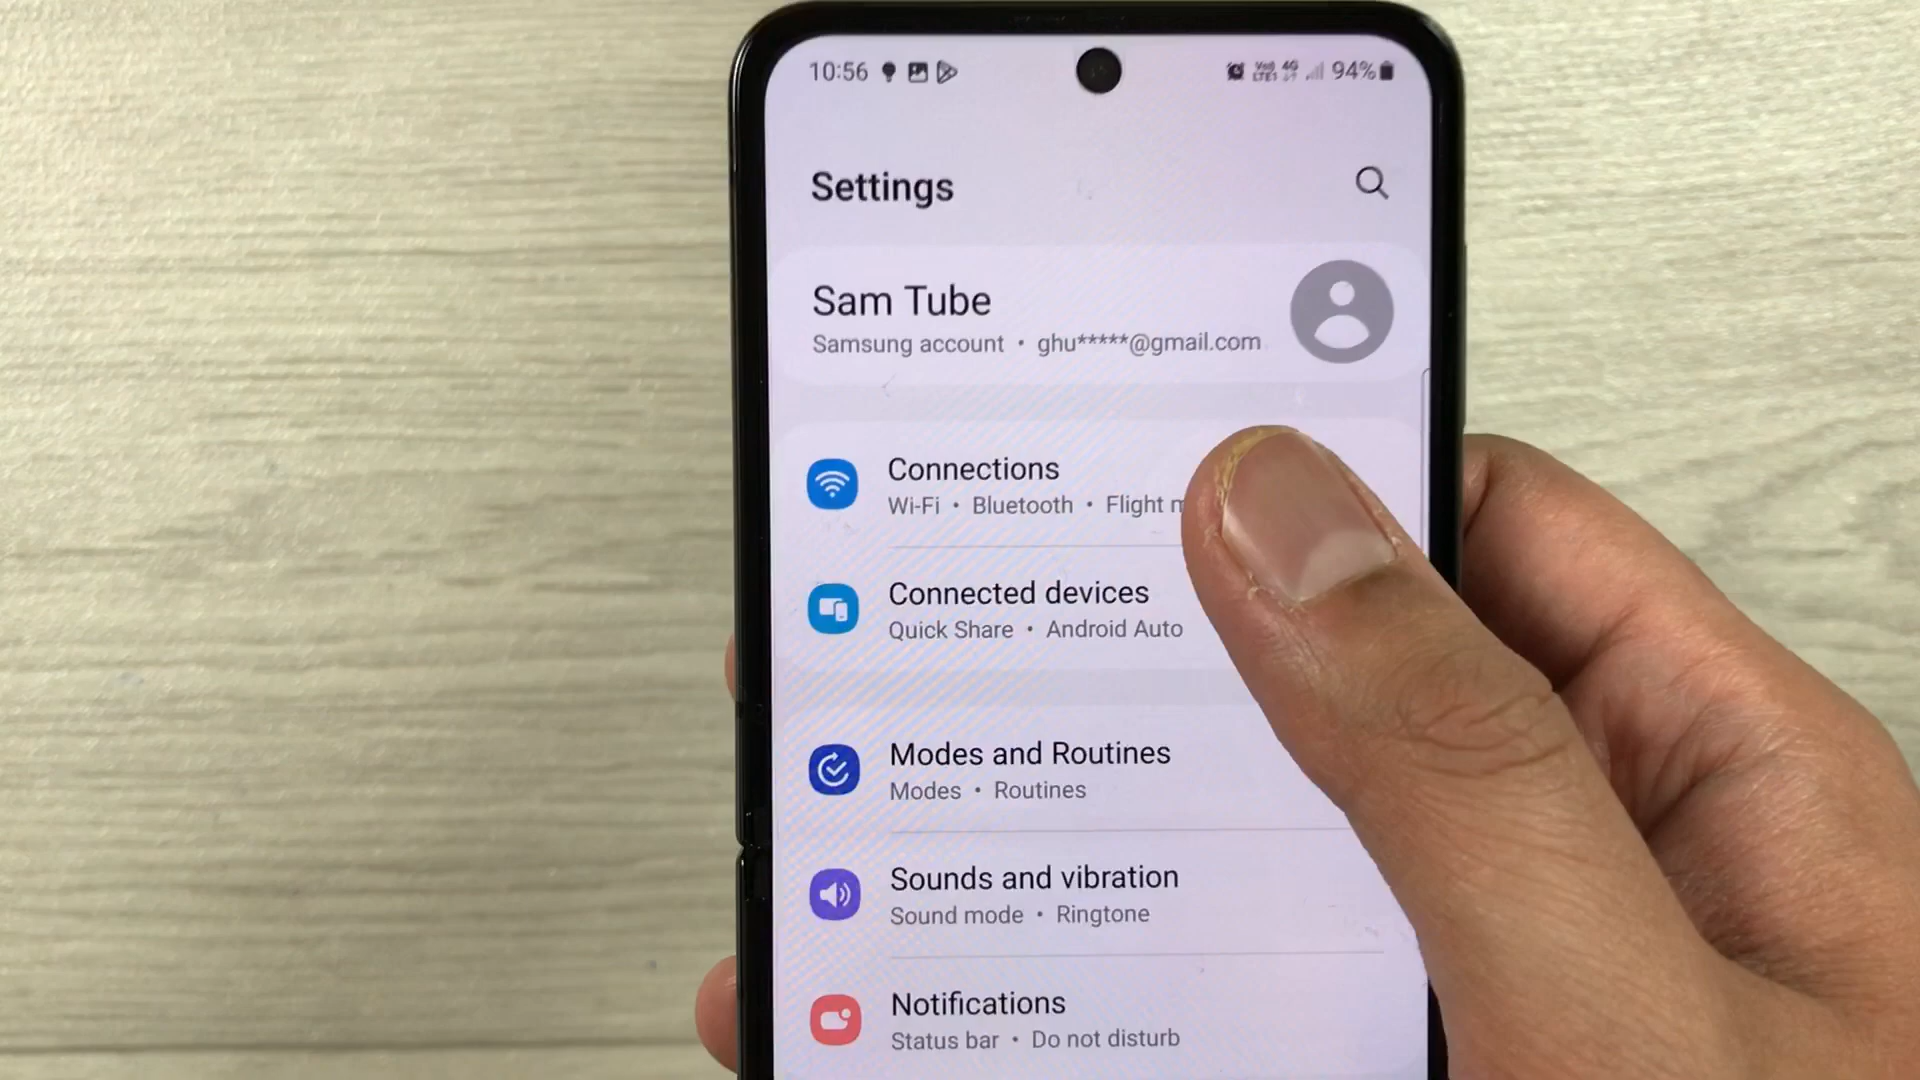 10:56
VoLTE1 4G 94%
Settings
Sam Tube
Samsung account • ghu*****@gmail.com
Connections
Wi-Fi • Bluetooth • Flight m
Connected devices
Quick Share • Android Auto
Modes and Routines
Modes • Routines
Sounds and vibration
Sound mode • Ringtone
Notifications
Status bar • Do not disturb